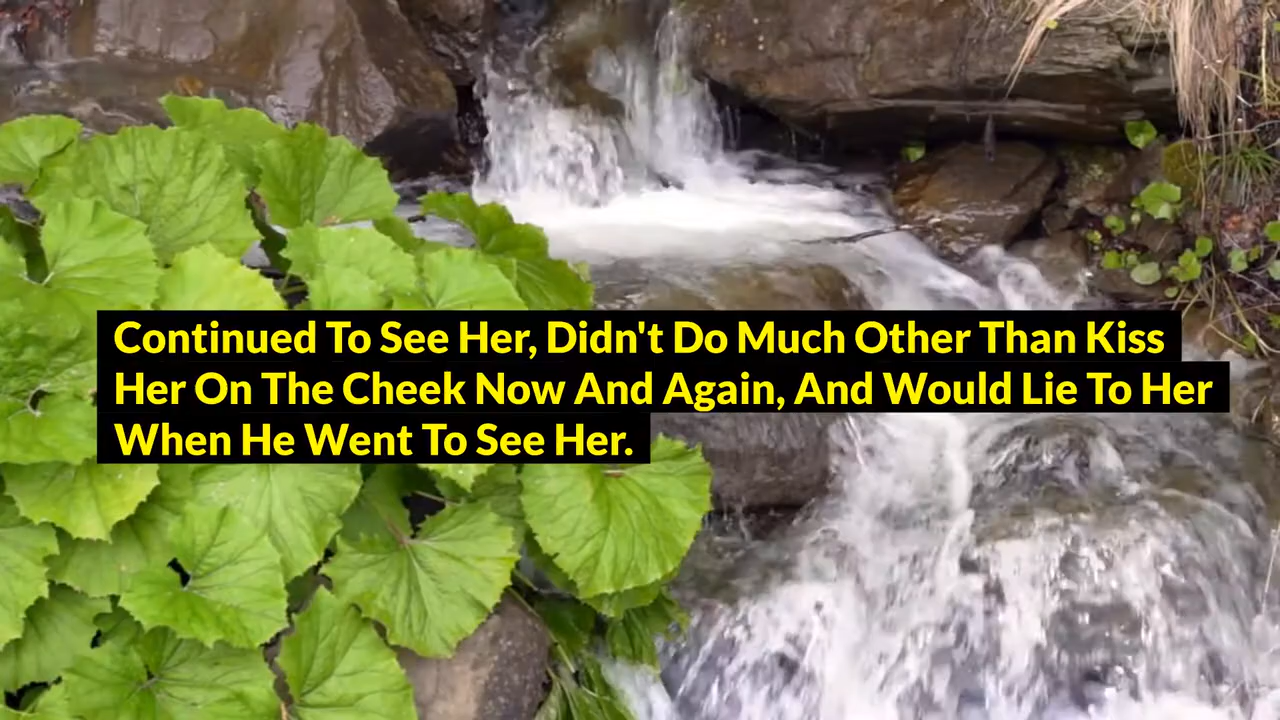 Continued To See Her, Didn't Do Much Other Than Kiss
Her On The Cheek Now And Again, And Would Lie To Her
When He Went To See Her.